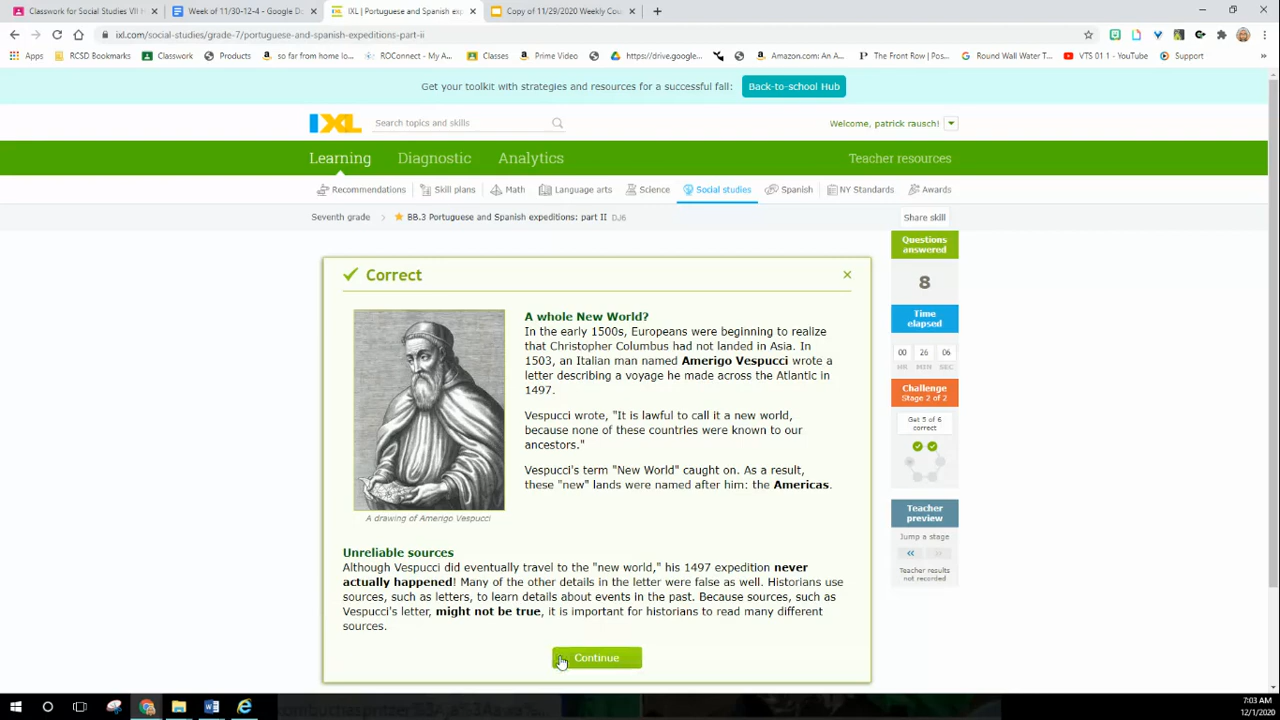 Classwork for Social Studies VII H
Week of 11/30-12-4 - Google D
IXL | Portuguese and Spanish exp
Copy of 11/29/2020 Weekly Cou
ixl.com/social-studies/grade-7/portuguese-and-spanish-expeditions-part-ii
Apps
RCSD Bookmarks
Classwork
Products
so far from home lo...
ROConnect - My...
Classes
Prime Video
https://drive.google...
Amazon.com: An A...
The Front Row | Pos...
Round Wall Water T...
VTS 01 1 - YouTube
Support
Get your toolkit with strategies and resources for a successful fall:
Back-to-school Hub
IXL
Search topics and skills
Welcome, patrick rausch!
Learning
Diagnostic
Analytics
Teacher resources
Recommendations
Skill plans
Math
Language arts
Science
Social studies
Spanish
NY Standards
Awards
Seventh grade
BB.3 Portuguese and Spanish expeditions: part II DJ6
Share skill
Correct
A whole New World?
In the early 1500s, Europeans were beginning to realize
that Christopher Columbus had not landed in Asia. In
1503, an Italian man named Amerigo Vespucci wrote a
letter describing a voyage he made across the Atlantic in
1497.
Vespucci wrote, "It is lawful to call it a new world,
because none of these countries were known to our
ancestors."
Vespucci's term "New World" caught on. As a result,
these "new" lands were named after him: the Americas.
A drawing of Amerigo Vespucci
Unreliable sources
Although Vespucci did eventually travel to the "new world," his 1497 expedition never
actually happened! Many of the other details in the letter were false as well. Historians use
sources, such as letters, to learn details about events in the past. Because sources, such as
Vespucci's letter, might not be true, it is important for historians to read many different
sources.
Continue
Questions
answered
8
Time
elapsed
00 26 06
HR MIN SEC
Challenge
Stage 2 of 2
Get 5 of 6
correct
Teacher
preview
Jump a stage
Teacher results
not recorded
7:03 AM
12/1/2020